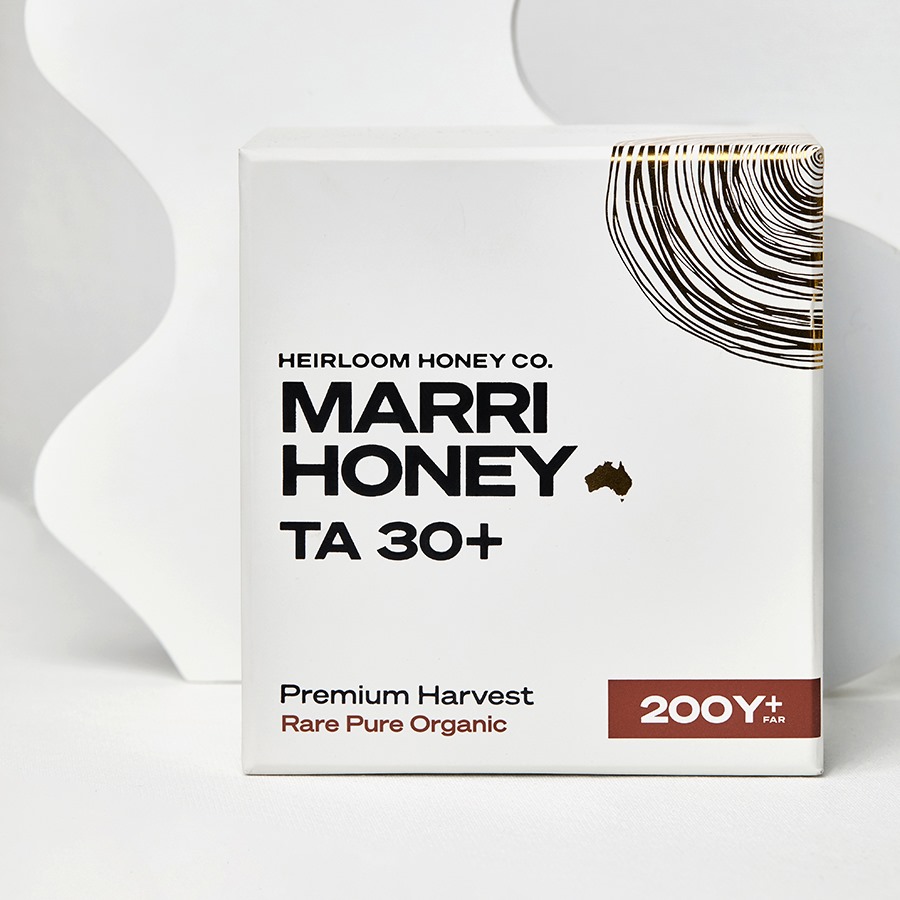 HEIRLOOM HONEY CO.
MARRI
HONEY
TA 30+
Premium Harvest
Rare Pure Organic
200Y+
FAR